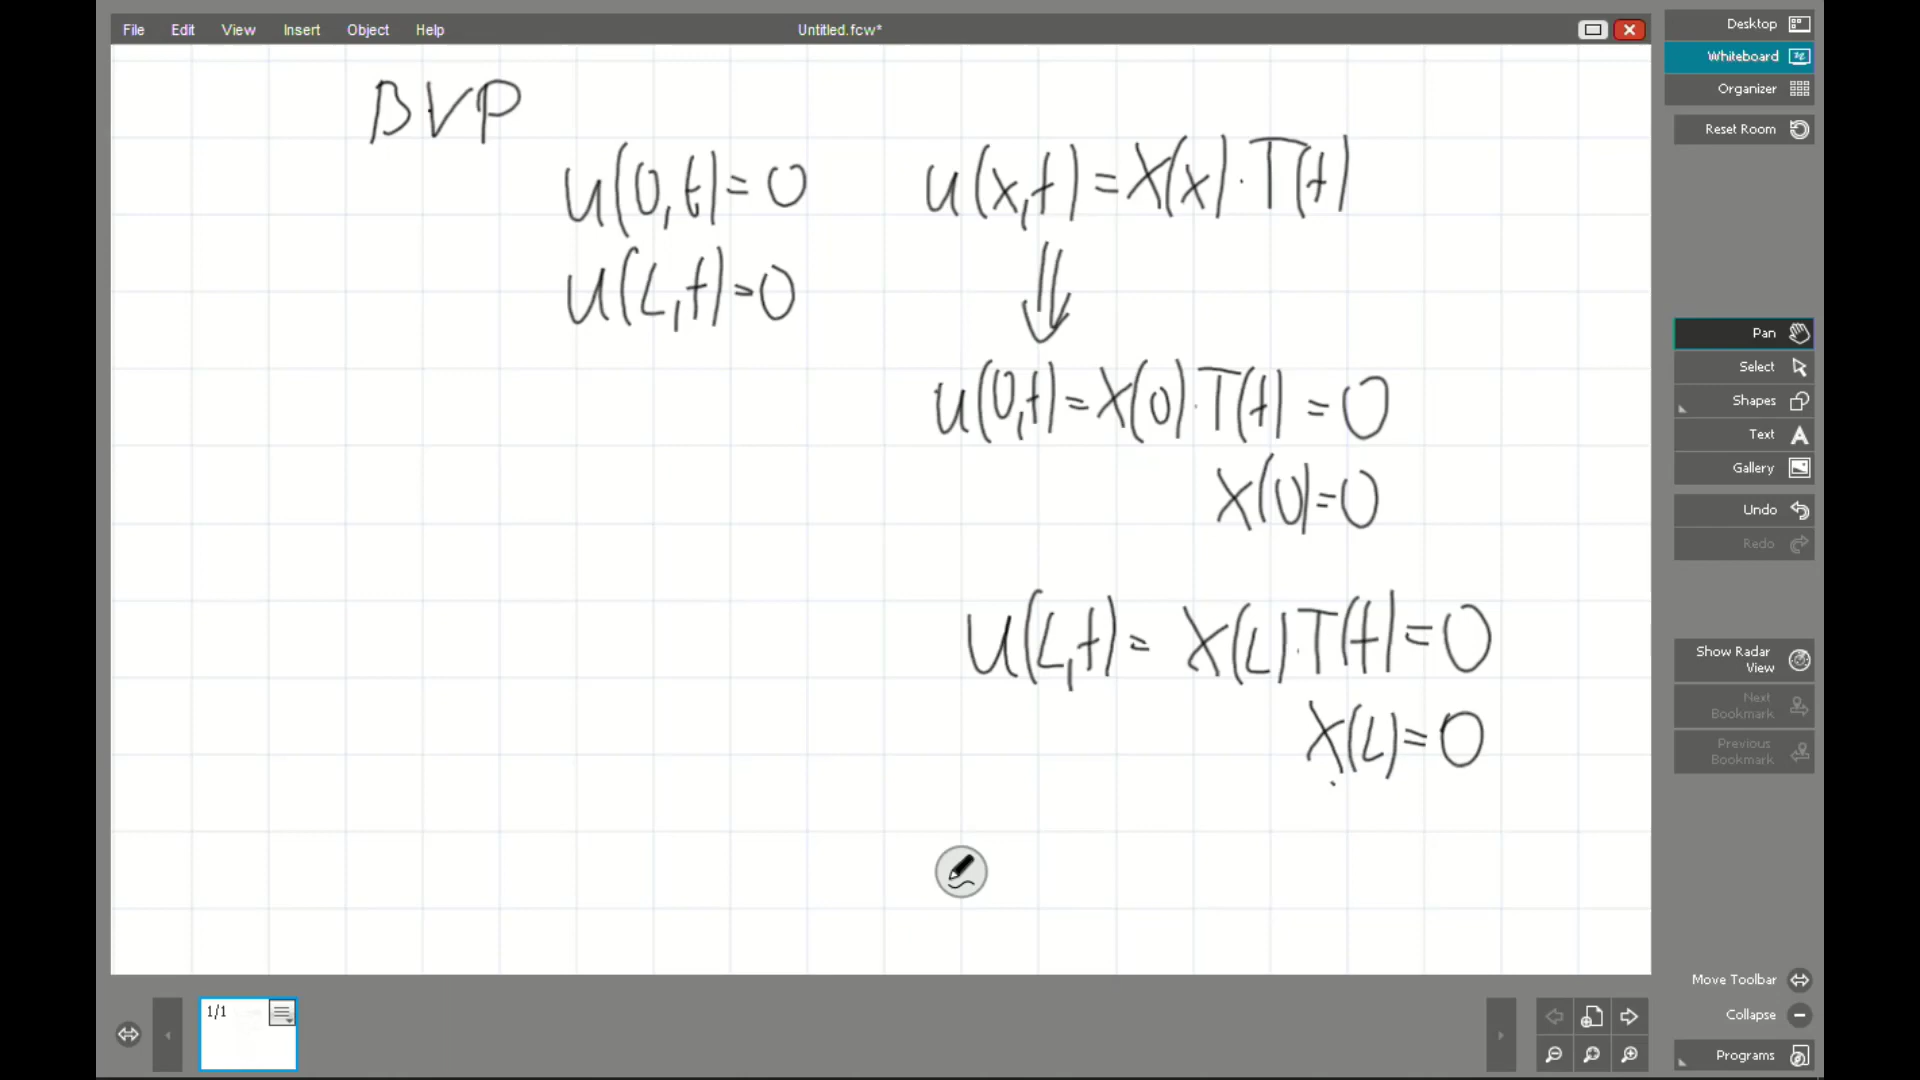 File Edit View Insert Object Help
Untitled.fcw*
BVP
u(0,t)=0
u(L,t)=0
u(x,t)=X(x)·T(t)
⇓
u(0,t)=X(0)·T(t)=0
X(0)=0
u(L,t)=X(L)·T(t)=0
X(L)=0
1/1
Desktop
Whiteboard
Organizer
Reset Room
Pan
Select
Shapes
Text
Gallery
Undo
Redo
Show Radar
View
Next
Bookmark
Previous
Bookmark
Move Toolbar
Collapse
Programs